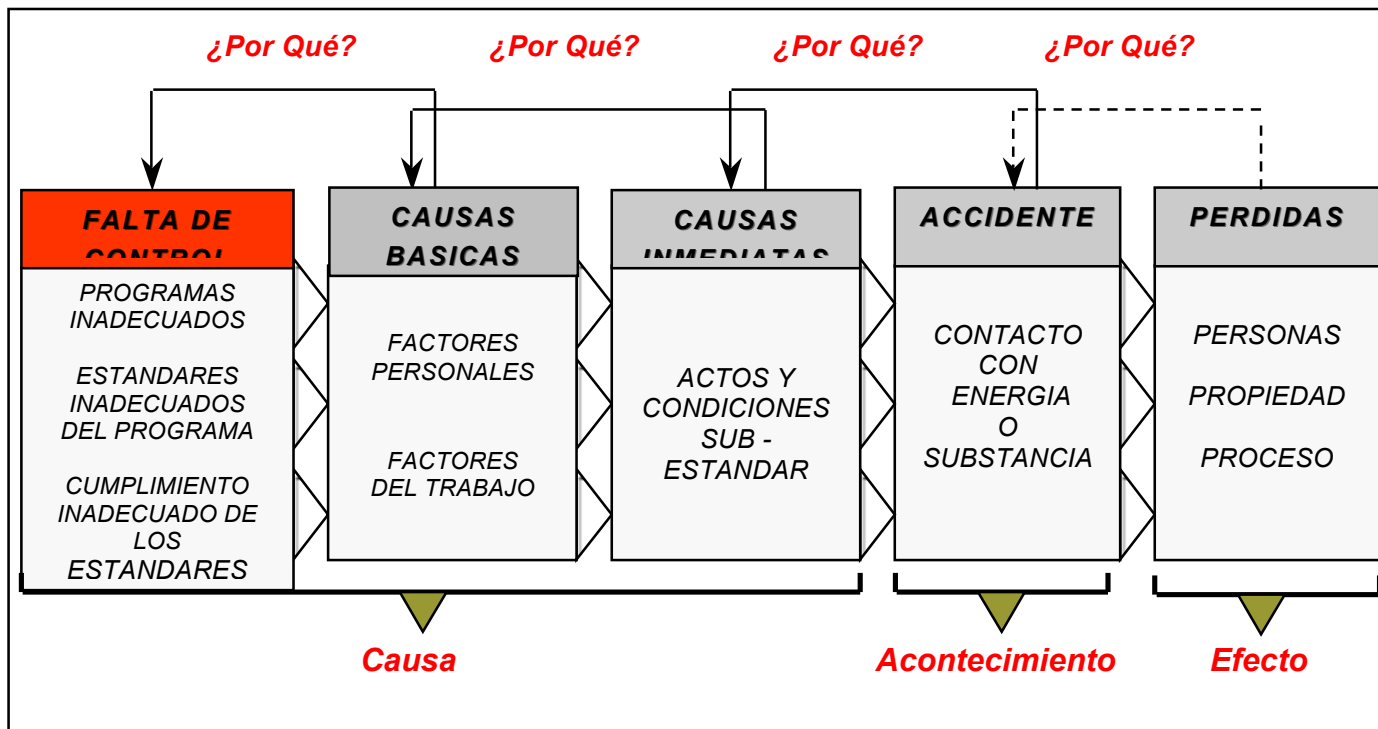 ¿Por Qué? ¿Por Qué? ¿Por Qué? ¿Por Qué?
FALTA DE
CONTROL
PROGRAMAS
INADECUADOS
ESTANDARES
INADECUADOS
DEL PROGRAMA
CUMPLIMIENTO
INADECUADO DE
LOS
ESTANDARES
CAUSAS
BASICAS
FACTORES
PERSONALES
FACTORES
DEL TRABAJO
CAUSAS
INMEDIATAS
ACTOS Y
CONDICIONES
SUB -
ESTANDAR
ACCIDENTE
CONTACTO
CON
ENERGIA
O
SUBSTANCIA
PERDIDAS
PERSONAS
PROPIEDAD
PROCESO
Causa
Acontecimiento
Efecto